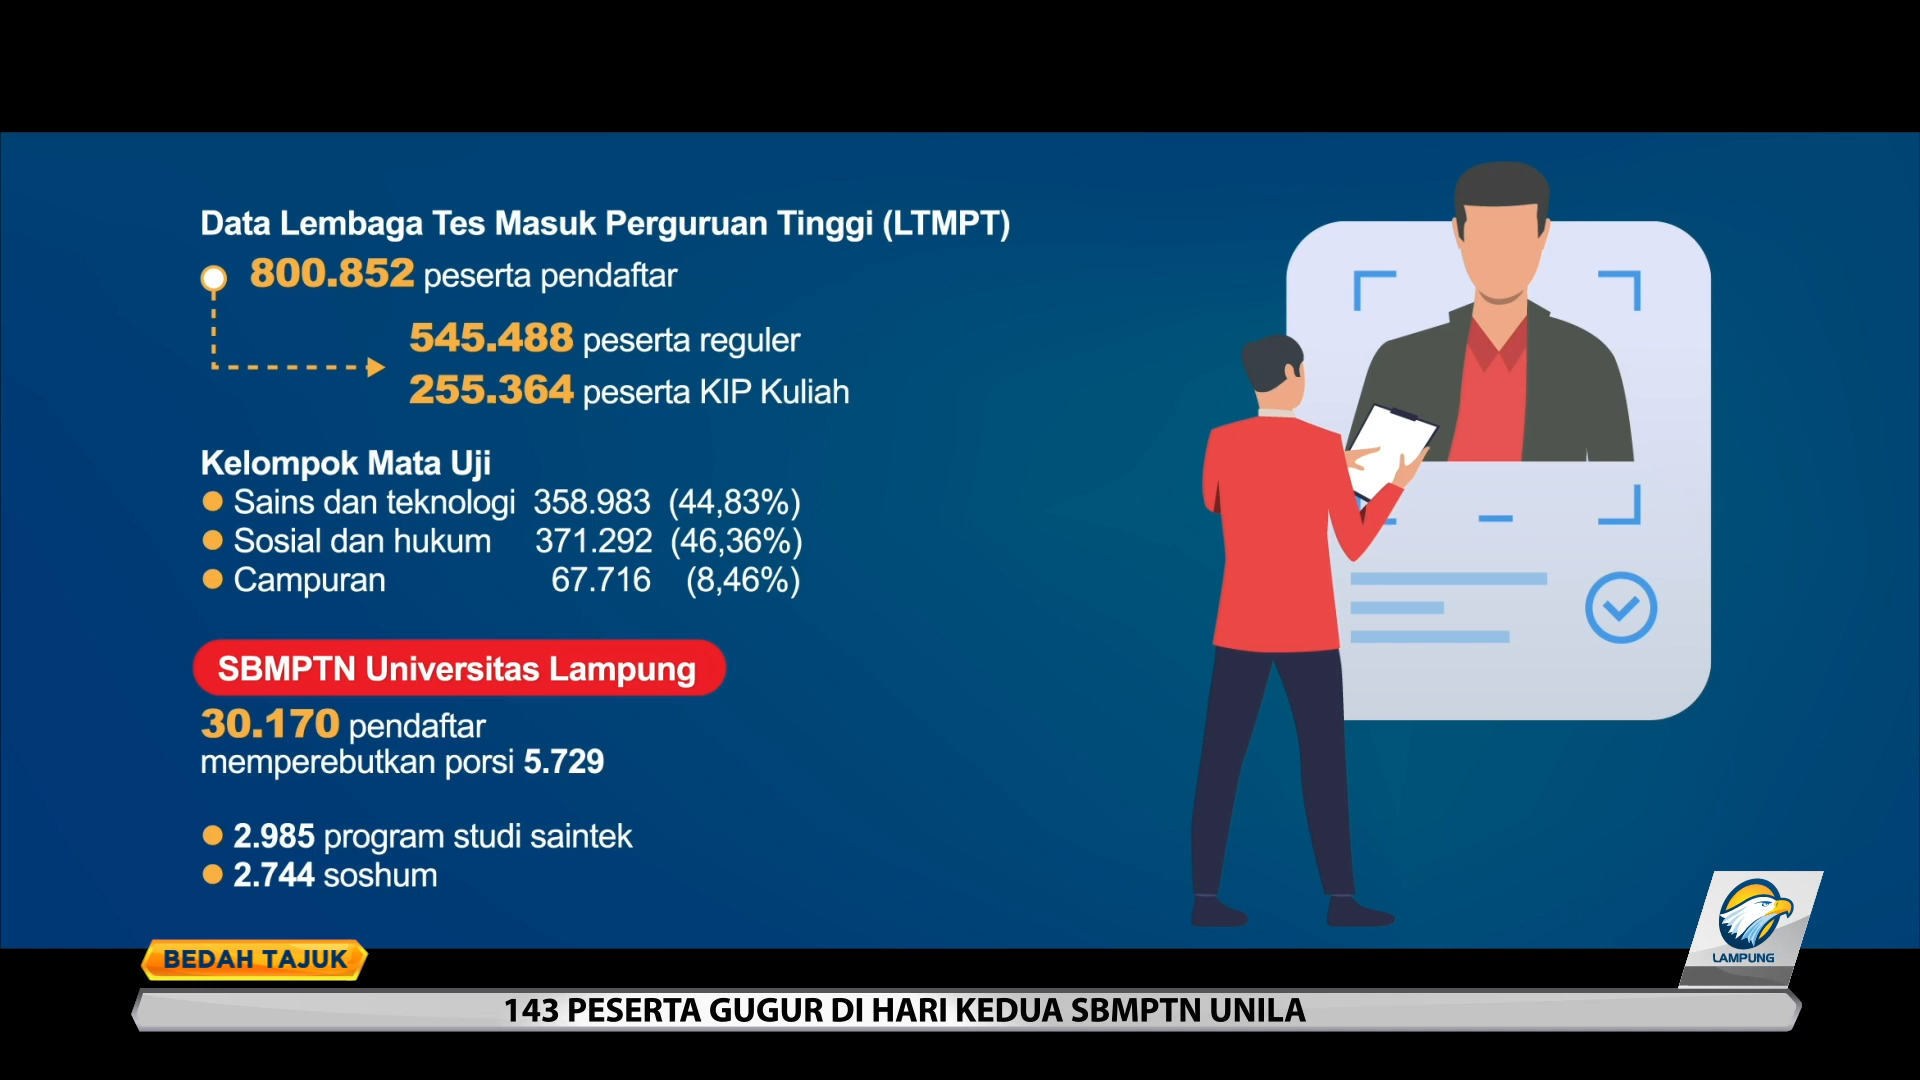 Data Lembaga Tes Masuk Perguruan Tinggi (LTMPT)
800.852 peserta pendaftar
545.488 peserta reguler
255.364 peserta KIP Kuliah
Kelompok Mata Uji
Sains dan teknologi 358.983 (44,83%)
Sosial dan hukum 371.292 (46,36%)
Campuran 67.716 (8,46%)
SBMPTN Universitas Lampung
30.170 pendaftar
memperebutkan porsi 5.729
2.985 program studi saintek
2.744 soshum
LAMPUNG
BEDAH TAJUK
143 PESERTA GUGUR DI HARI KEDUA SBMPTN UNILA